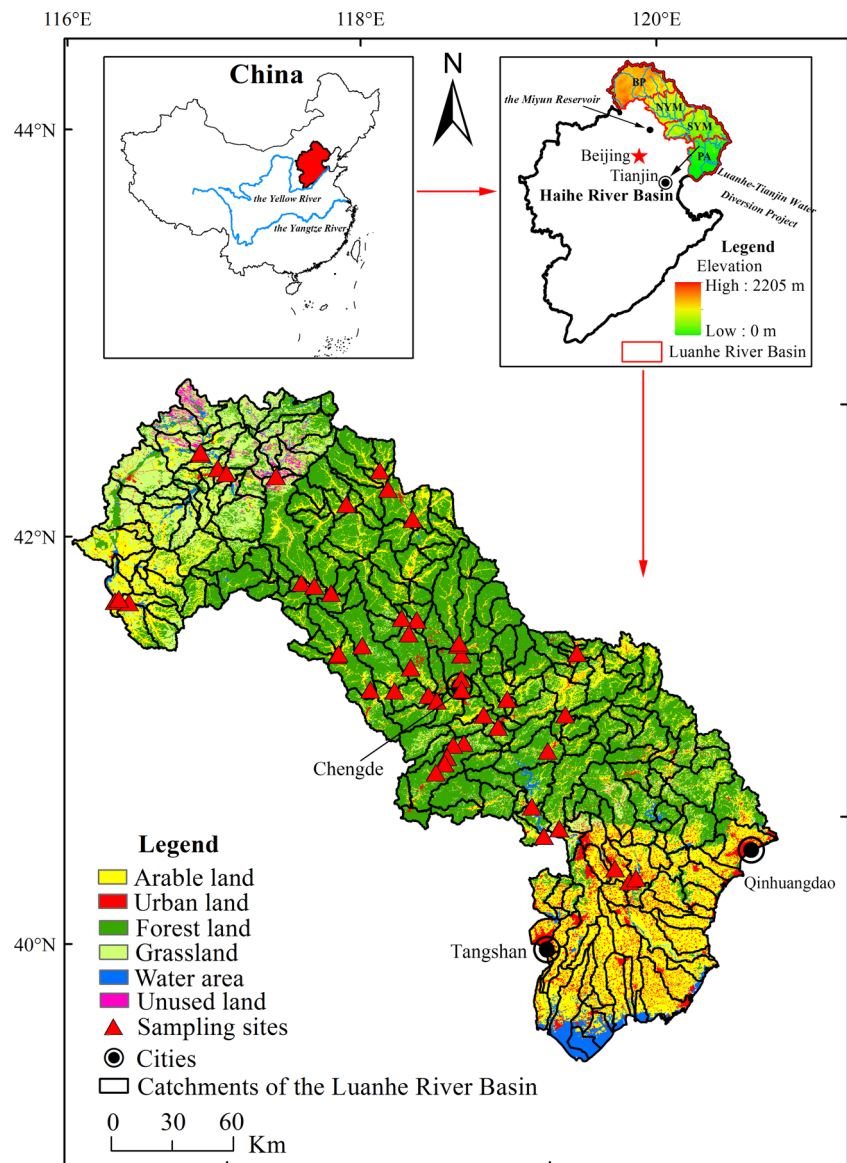 116°E
118°E
120°E
44°N
42°N
40°N
China
the Yellow River
the Yangtze River
N
BP
NYM
SYM
PA
the Miyun Reservoir
Beijing
Tianjin
Haihe River Basin
Luanhe-Tianjin Water
Diversion Project
Legend
Elevation
High : 2205 m
Low : 0 m
Luanhe River Basin
Chengde
Qinhuangdao
Tangshan
Legend
Arable land
Urban land
Forest land
Grassland
Water area
Unused land
Sampling sites
Cities
Catchments of the Luanhe River Basin
0 30 60
Km